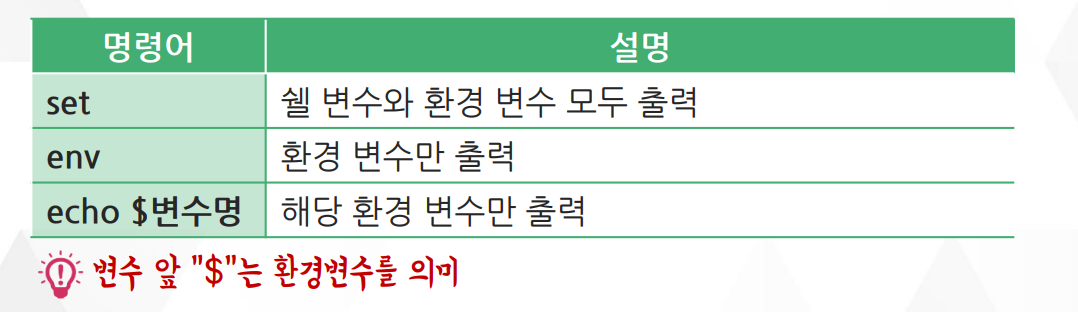 명령어 설명
set 쉘 변수와 환경 변수 모두 출력
env 환경 변수만 출력
echo $변수명 해당 환경 변수만 출력
변수 앞 "$"는 환경변수를 의미